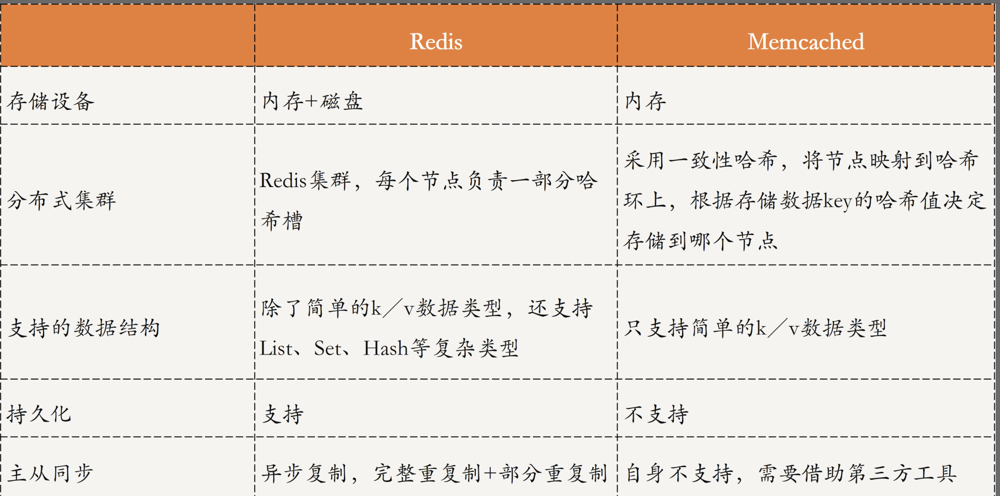 Redis
Memcached
存储设备
内存+磁盘
内存
分布式集群
Redis集群，每个节点负责一部分哈
希槽
采用一致性哈希，将节点映射到哈希
环上，根据存储数据key的哈希值决定
存储到哪个节点
支持的数据结构
除了简单的k／v数据类型，还支持
List、Set、Hash等复杂类型
只支持简单的k／v数据类型
持久化
支持
不支持
主从同步
异步复制，完整重复制+部分重复制
自身不支持，需要借助第三方工具